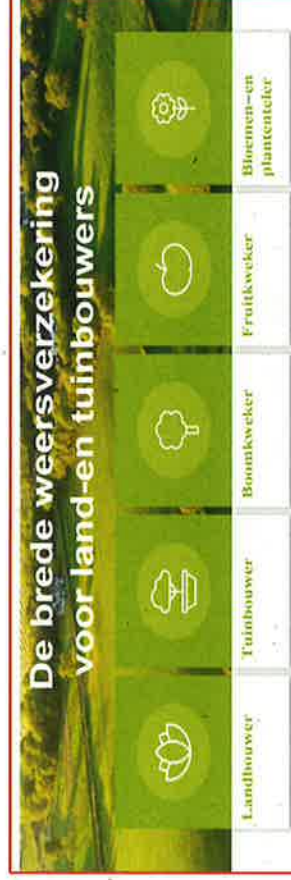 De brede weersverzekering
voor land-en tuinbouwers
Landbouwer
Tuinbouwer
Boomkweker
Fruitkweker
Bloemen-en
plantenteler